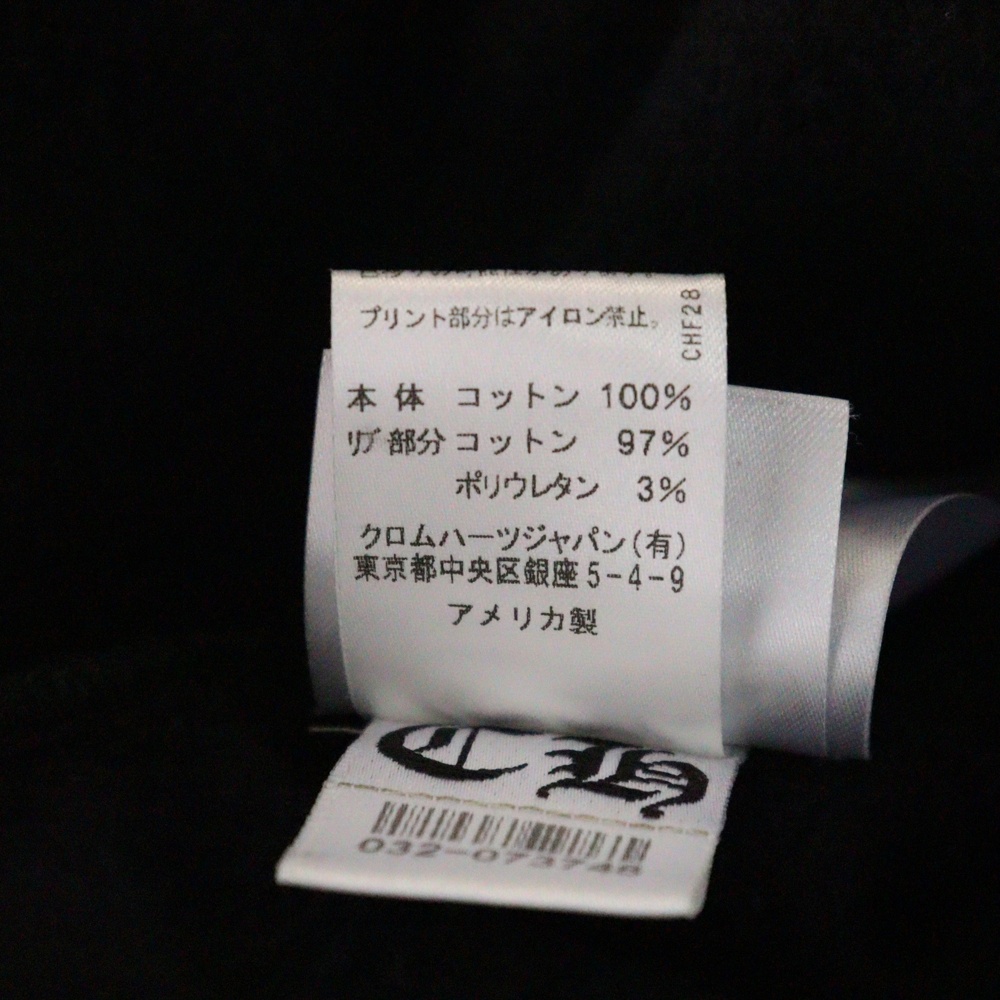 プリント部分はアイロン禁止。
CHF28
本体 コットン 100%
リブ部分 コットン 97%
ポリウレタン 3%
クロムハーツジャパン(有)
東京都中央区銀座5-4-9
アメリカ製
032-073748